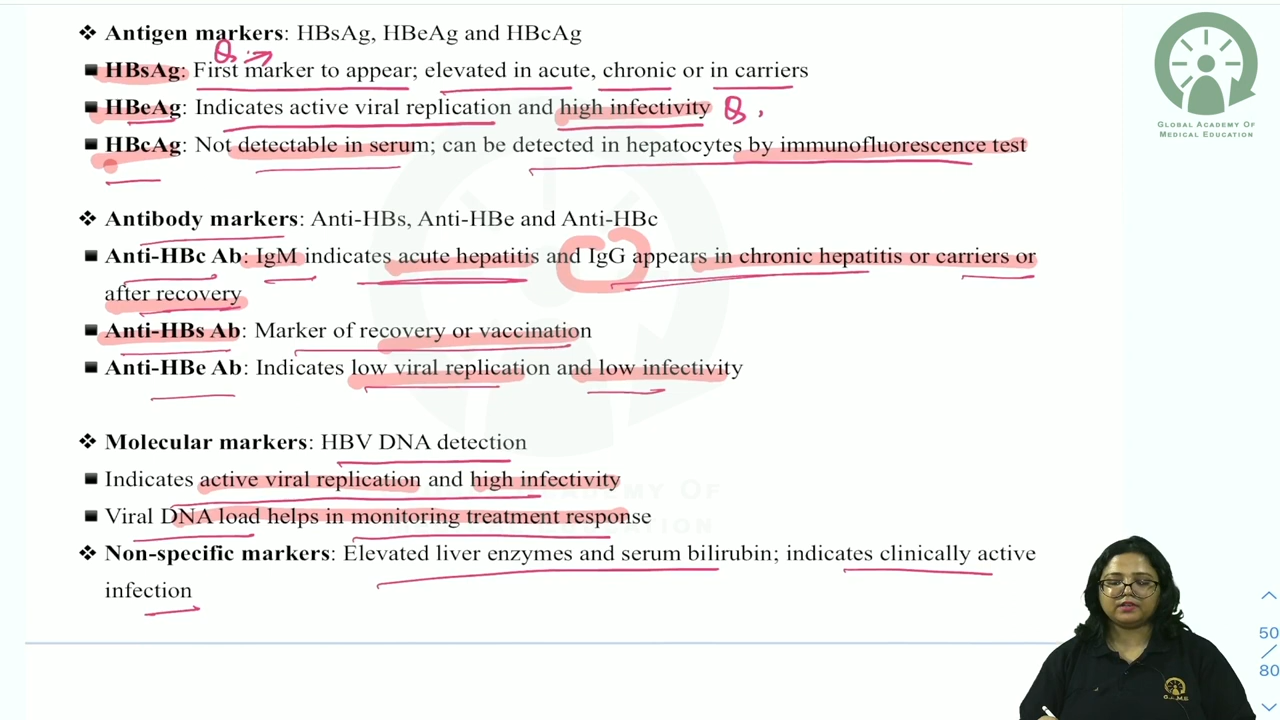 ❖ Antigen markers: HBsAg, HBeAg and HBcAg
Q.
■ HBsAg: First marker to appear; elevated in acute, chronic or in carriers
■ HBeAg: Indicates active viral replication and high infectivity Q.
■ HBcAg: Not detectable in serum; can be detected in hepatocytes by immunofluorescence test
❖ Antibody markers: Anti-HBs, Anti-HBe and Anti-HBc
■ Anti-HBc Ab: IgM indicates acute hepatitis and IgG appears in chronic hepatitis or carriers or
after recovery
■ Anti-HBs Ab: Marker of recovery or vaccination
■ Anti-HBe Ab: Indicates low viral replication and low infectivity
❖ Molecular markers: HBV DNA detection
■ Indicates active viral replication and high infectivity
■ Viral DNA load helps in monitoring treatment response
❖ Non-specific markers: Elevated liver enzymes and serum bilirubin; indicates clinically active
infection
GLOBAL ACADEMY OF
MEDICAL EDUCATION
50
/
80